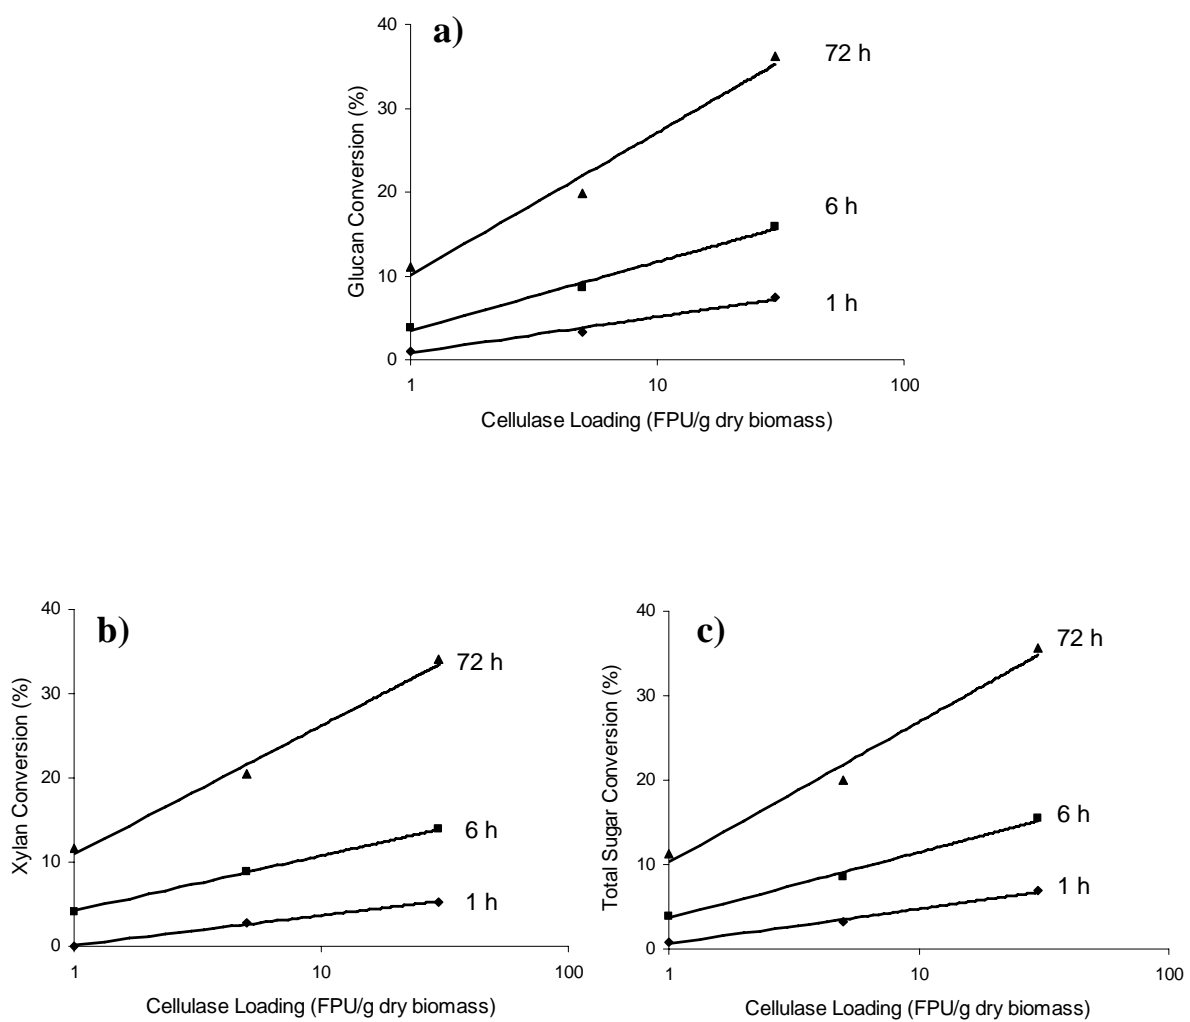 a)
40
30
20
10
0
Glucan Conversion (%)
72 h
6 h
1 h
1
10
100
Cellulase Loading (FPU/g dry biomass)
b)
40
30
20
10
0
Xylan Conversion (%)
72 h
6 h
1 h
1
10
100
Cellulase Loading (FPU/g dry biomass)
c)
40
30
20
10
0
Total Sugar Conversion (%)
72 h
6 h
1 h
1
10
100
Cellulase Loading (FPU/g dry biomass)